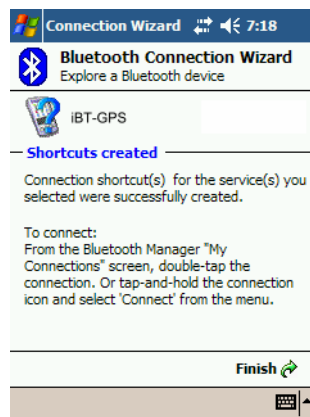 Connection Wizard 7:18
Bluetooth Connection Wizard
Explore a Bluetooth device
iBT-GPS
Shortcuts created
Connection shortcut(s) for the service(s) you
selected were successfully created.
To connect:
From the Bluetooth Manager "My
Connections" screen, double-tap the
connection. Or tap-and-hold the connection
icon and select 'Connect' from the menu.
Finish